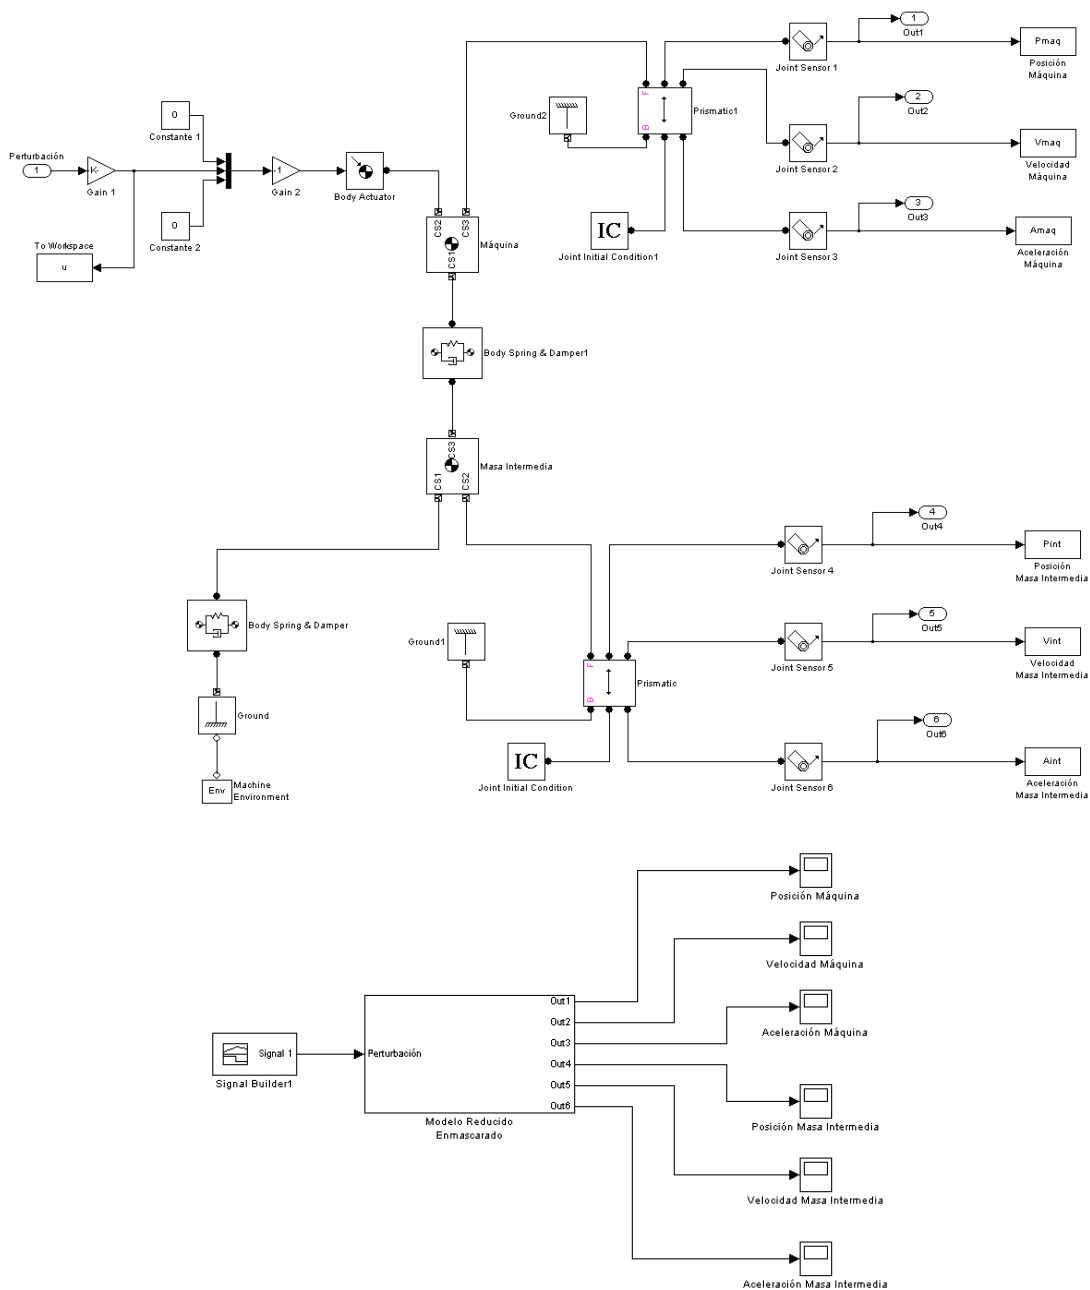 1
Out1
Pmaq
Posición
Máquina
Joint Sensor 1
F
B
Prismatic1
Ground2
0
Constante 1
2
Out2
Vmaq
Velocidad
Máquina
Joint Sensor 2
Perturbación
1
K-
Gain 1
-1
Gain 2
Body Actuator
3
Out3
Amaq
Aceleración
Máquina
Joint Sensor 3
IC
Joint Initial Condition1
0
Constante 2
To Workspace
u
CS2
CS3
CS1
Máquina
Body Spring & Damper1
CS3
CS1
CS2
Masa Intermedia
4
Out4
Pint
Posición
Masa Intermedia
Joint Sensor 4
Body Spring & Damper
Ground1
5
Out5
Vint
Velocidad
Masa Intermedia
Joint Sensor 5
F
B
Prismatic
Ground
6
Out6
Aint
Aceleración
Masa Intermedia
Joint Sensor 6
IC
Joint Initial Condition
Env
Machine
Environment
Posición Máquina
Velocidad Máquina
Aceleración Máquina
Signal 1
Signal Builder1
Perturbación
Out1
Out2
Out3
Out4
Out5
Out6
Modelo Reducido
Enmascarado
Posición Masa Intermedia
Velocidad Masa Intermedia
Aceleración Masa Intermedia